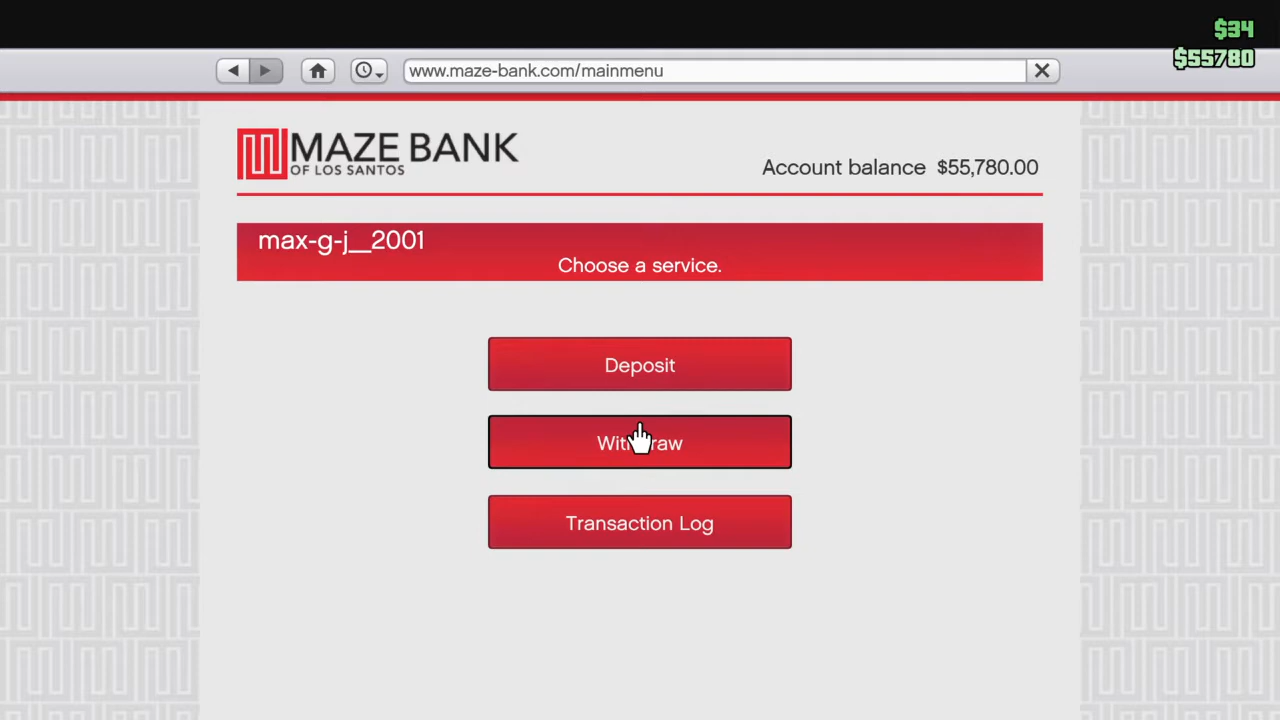 $34
$55780
www.maze-bank.com/mainmenu
MAZE BANK
OF LOS SANTOS
Account balance $55,780.00
max-g-j__2001
Choose a service.
Deposit
Withdraw
Transaction Log